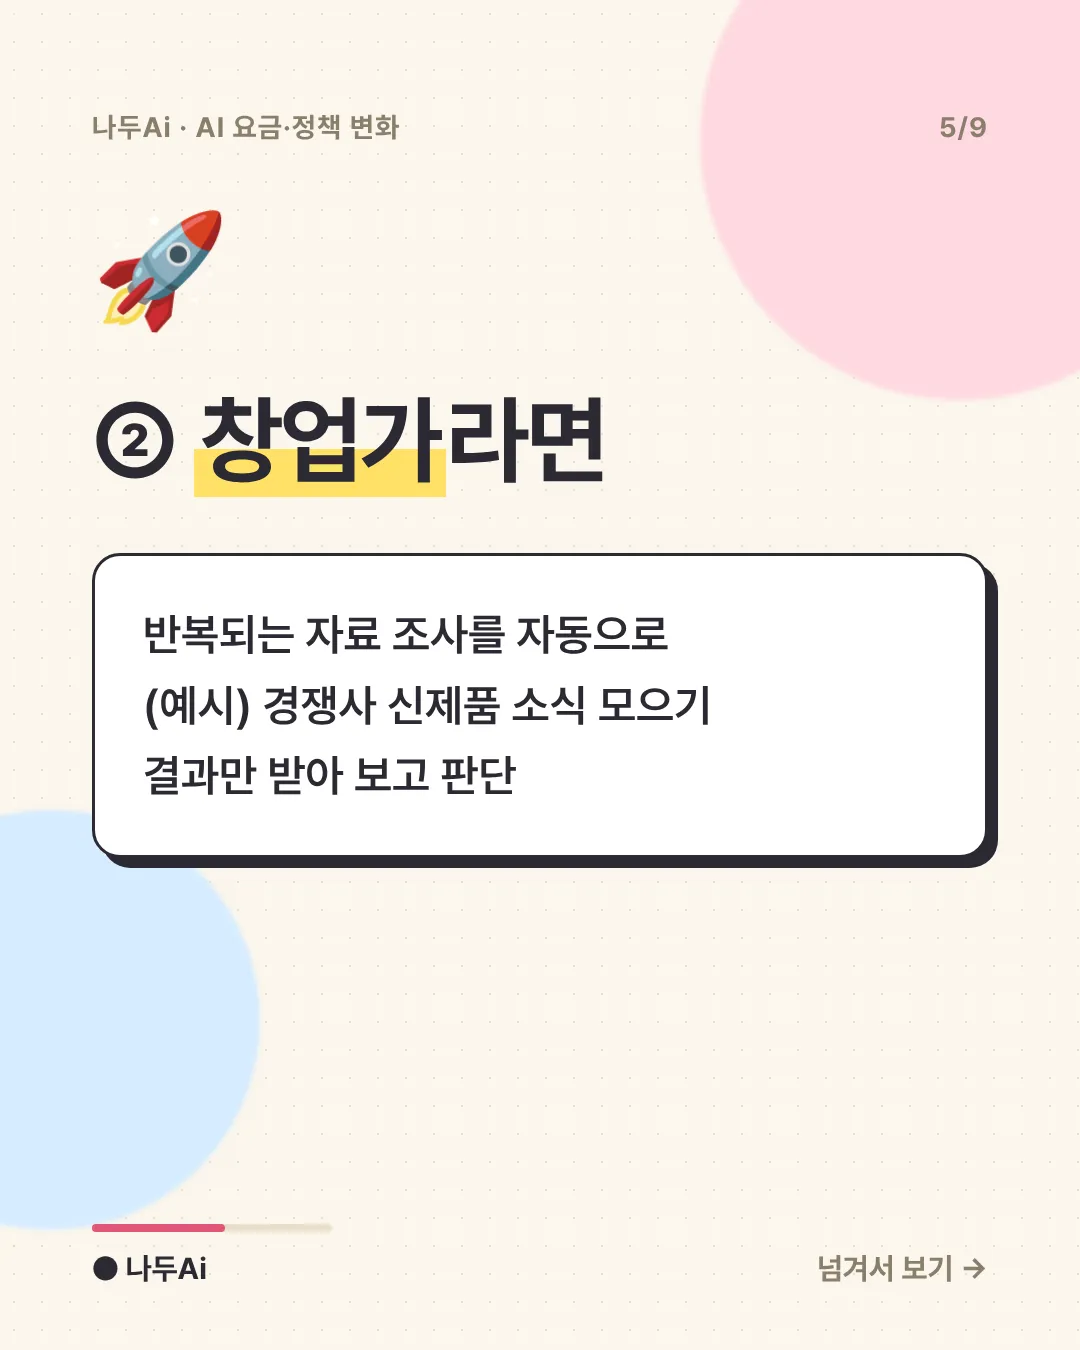 나두Ai · AI 요금·정책 변화
5/9
② 창업가라면
반복되는 자료 조사를 자동으로
(예시) 경쟁사 신제품 소식 모으기
결과만 받아 보고 판단
나두Ai
넘겨서 보기 →